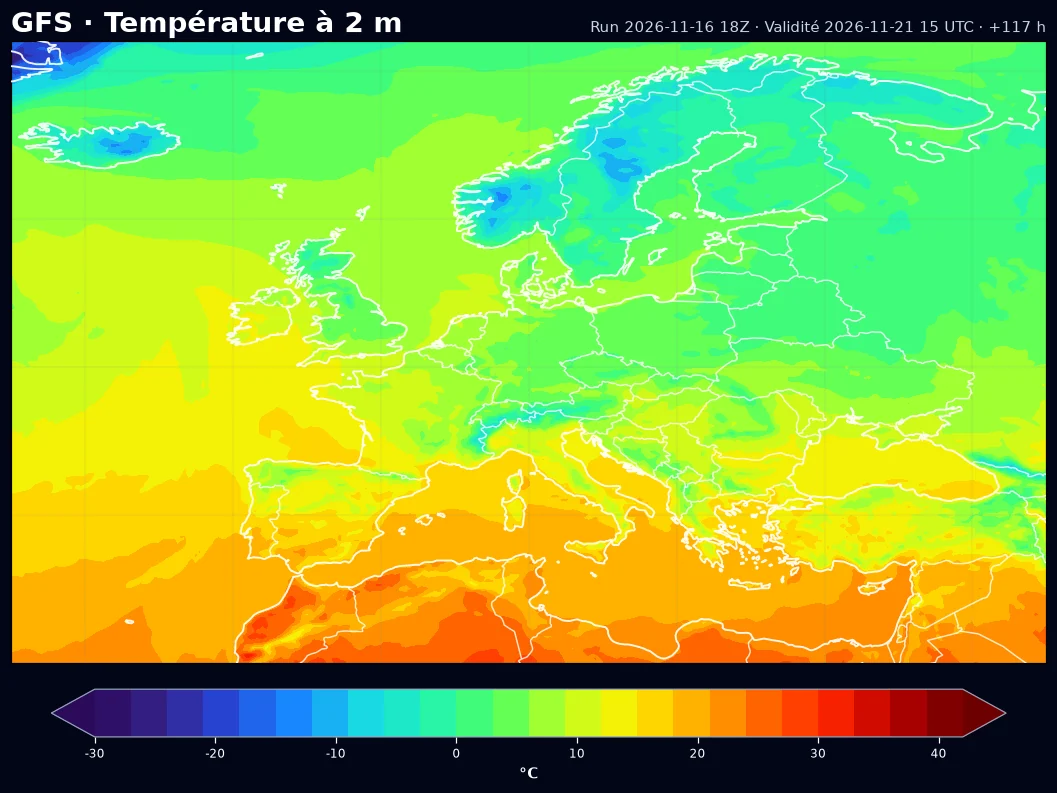 GFS · Température à 2 m
Run 2026-11-16 18Z · Validité 2026-11-21 15 UTC · +117 h
-30 -20 -10 0 10 20 30 40
°C